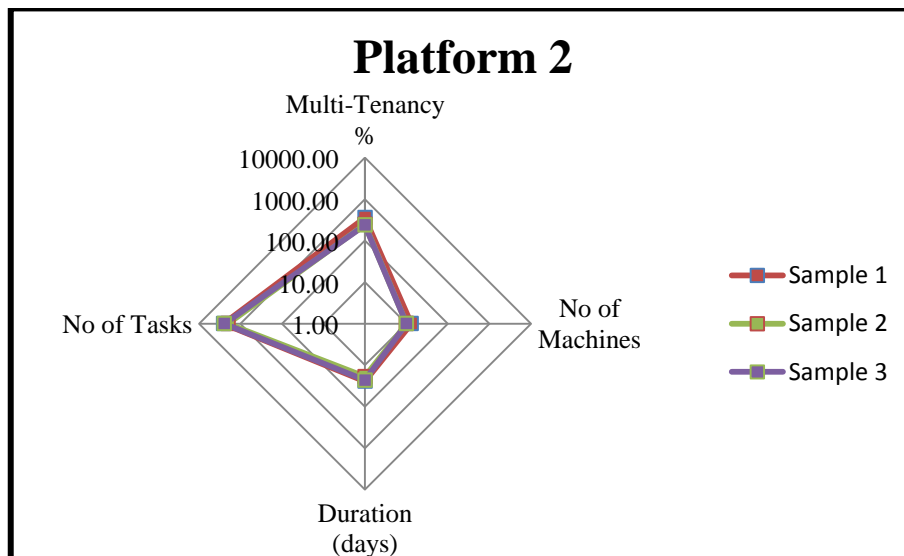 Platform 2
Multi-Tenancy
%
10000.00
1000.00
100.00
10.00
1.00
No of Tasks
No of
Machines
Duration
(days)
Sample 1
Sample 2
Sample 3